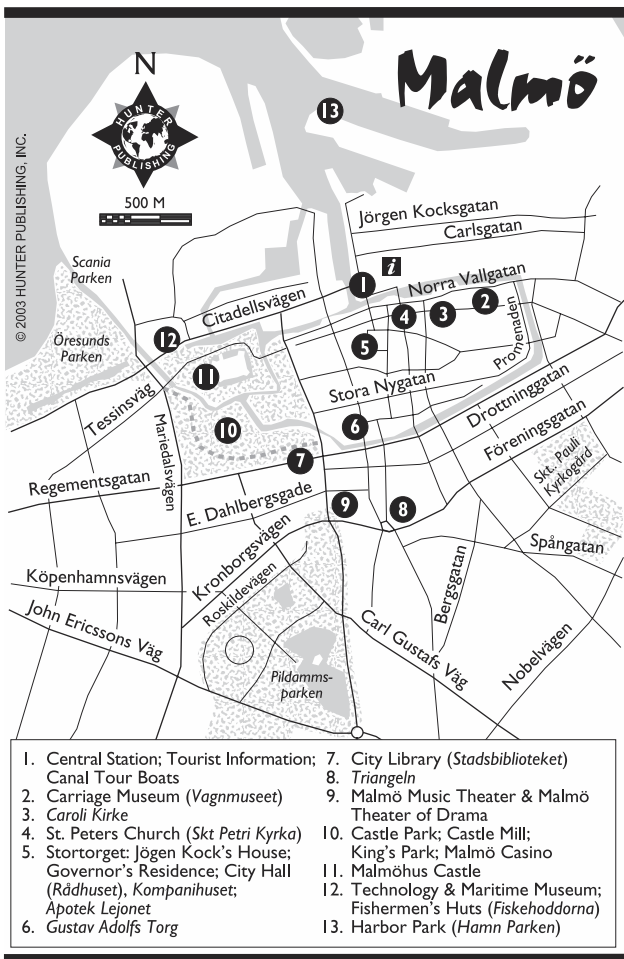 Malmö
N
HUNTER
PUBLISHING
500 M
© 2003 HUNTER PUBLISHING, INC.
13
Jörgen Kocksgatan
Carlsgatan
Scania
Parken
i
1
Norra Vallgatan
2
Citadellsvägen
4
3
Öresunds
Parken
12
5
Promenaden
11
Stora Nygatan
Tessinsväg
Drottninggatan
10
6
Mariedalsvägen
Föreningsgatan
7
Skt. Pauli
Kyrkogård
Regementsgatan
E. Dahlbergsgade
9
8
Kronborgsvägen
Spångatan
Roskildevägen
Bergsgatan
Köpenhamnsvägen
John Ericssons Väg
Carl Gustafs Väg
Nobelvägen
Pildamms-
parken
1. Central Station; Tourist Information;
Canal Tour Boats
2. Carriage Museum (Vagnmuseet)
3. Caroli Kirke
4. St. Peters Church (Skt Petri Kyrka)
5. Stortorget: Jögen Kock's House;
Governor's Residence; City Hall
(Rådhuset), Kompanihuset;
Apotek Lejonet
6. Gustav Adolfs Torg
7. City Library (Stadsbiblioteket)
8. Triangeln
9. Malmö Music Theater & Malmö
Theater of Drama
10. Castle Park; Castle Mill;
King's Park; Malmö Casino
11. Malmöhus Castle
12. Technology & Maritime Museum;
Fishermen's Huts (Fiskehoddorna)
13. Harbor Park (Hamn Parken)